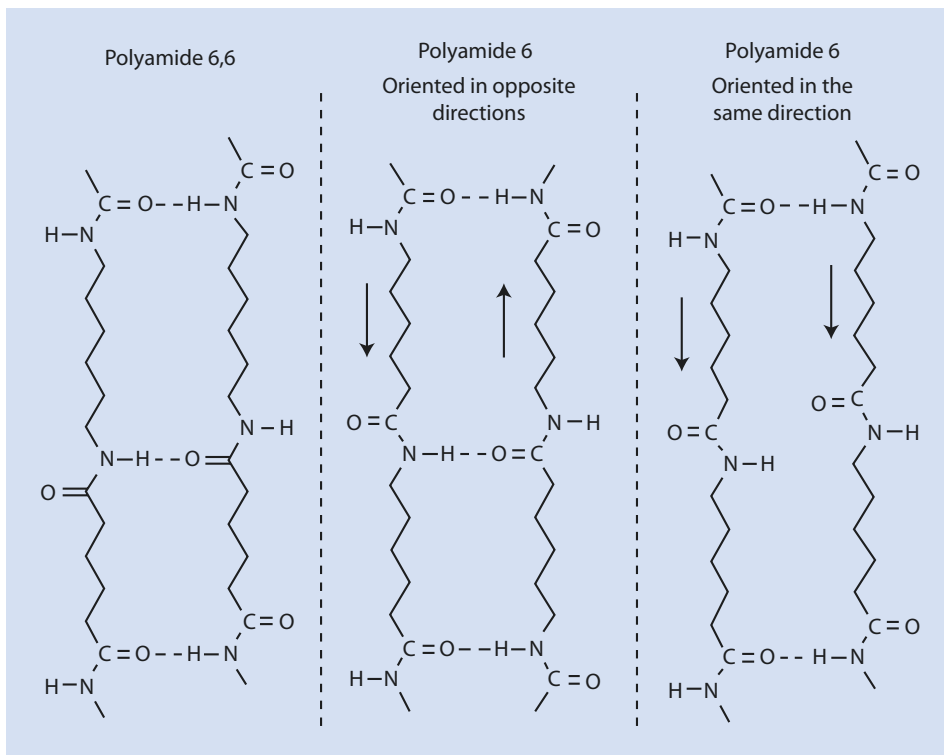 Polyamide 6,6
C=O
C=O--H–N
H–N
N–H
N–H--O=
O=
C=O
C=O--H–N
H–N
Polyamide 6
Oriented in opposite
directions
C=O--H–N
H–N C=O
O=C N–H
N–H--O=C
C=O--H–N
H–N C=O
Polyamide 6
Oriented in the
same direction
C=O
C=O--H–N
H–N
O=C
O=C N–H
N–H
C=O
C=O--H–N
H–N